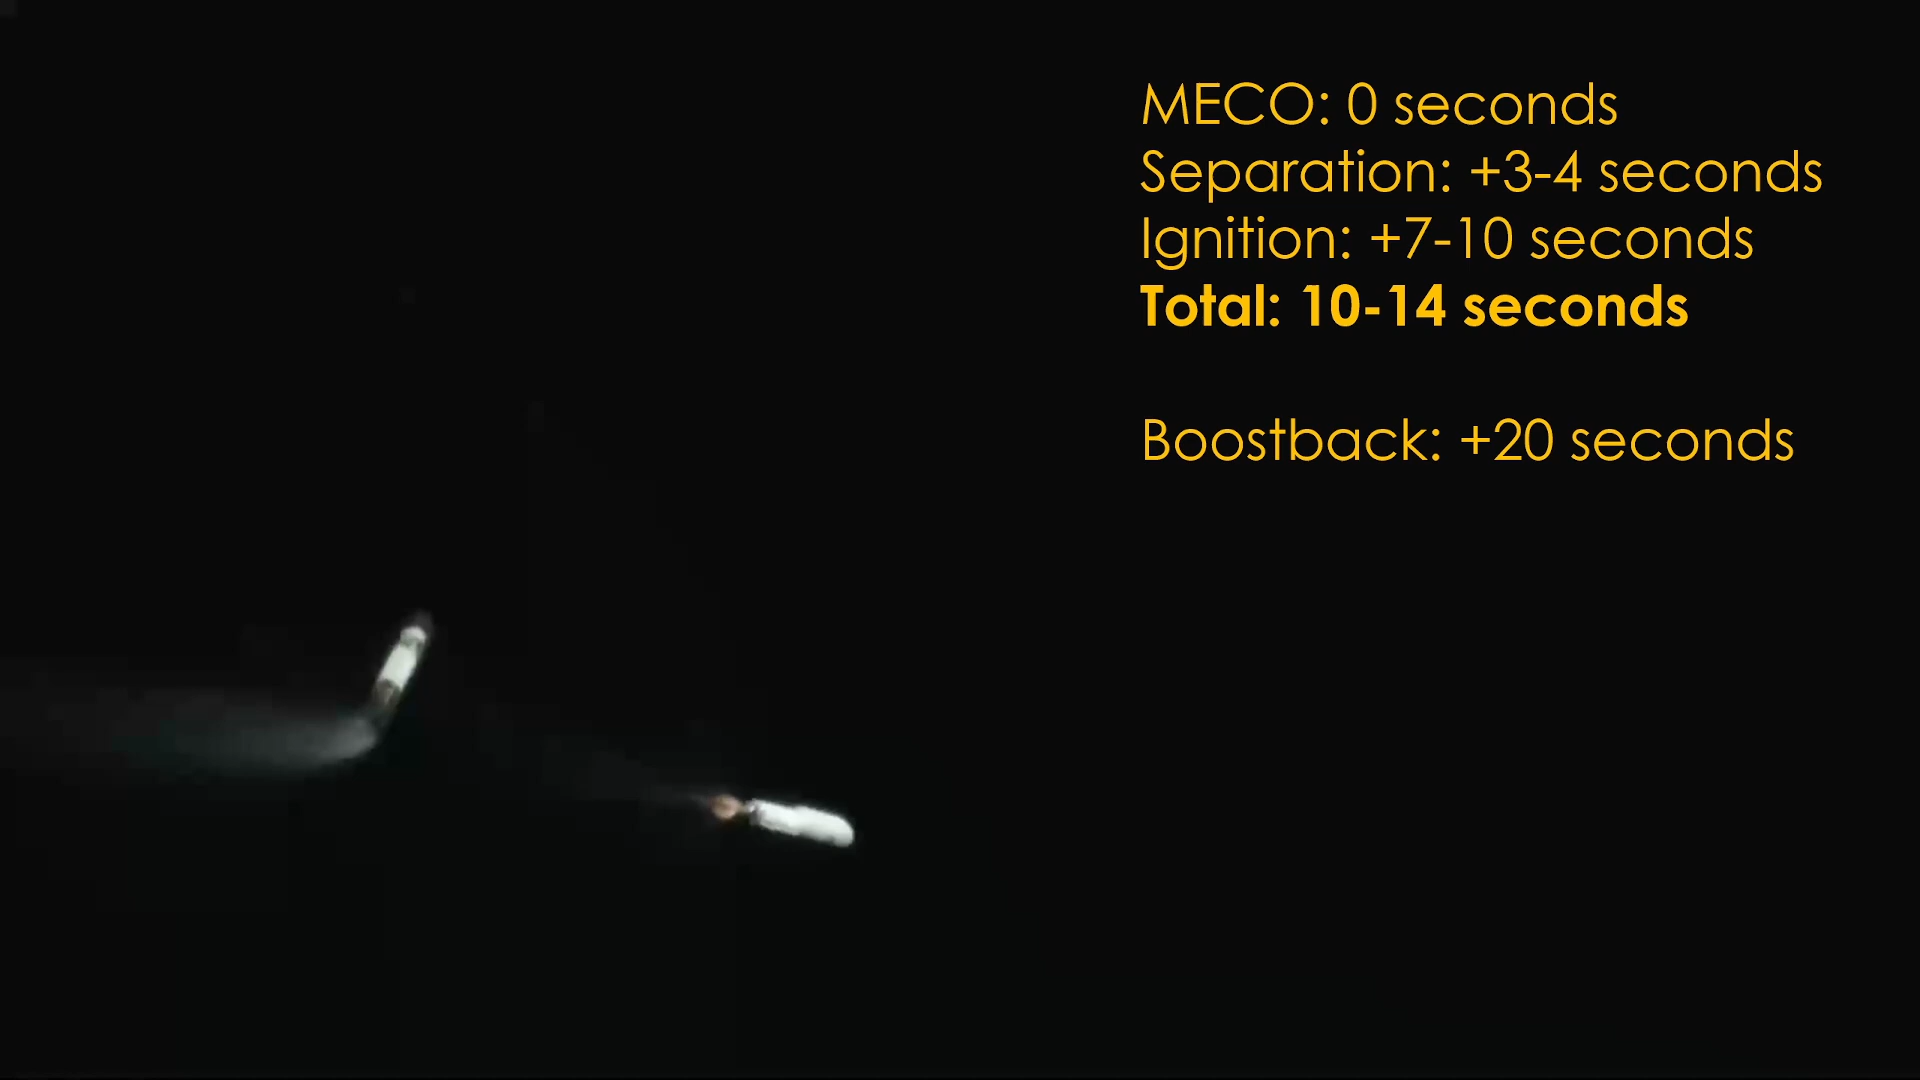 MECO: 0 seconds
Separation: +3-4 seconds
Ignition: +7-10 seconds
Total: 10-14 seconds
Boostback: +20 seconds